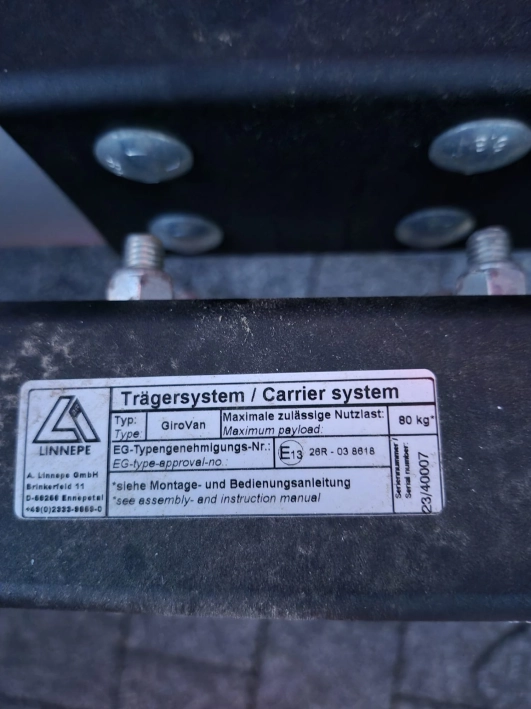 Trägersystem / Carrier system
Typ: GiroVan Maximale zulässige Nutzlast: 80 kg*
Type: Maximum payload:
EG-Typengenehmigungs-Nr.: E13 26R - 03 8618
EG-type-approval-no.:
*siehe Montage- und Bedienungsanleitung
*see assembly- and instruction manual
Seriennummer /
Serial number:
23/40007
LINNEPE
A. Linnepe GmbH
Brinkerfeld 11
D-58256 Ennepetal